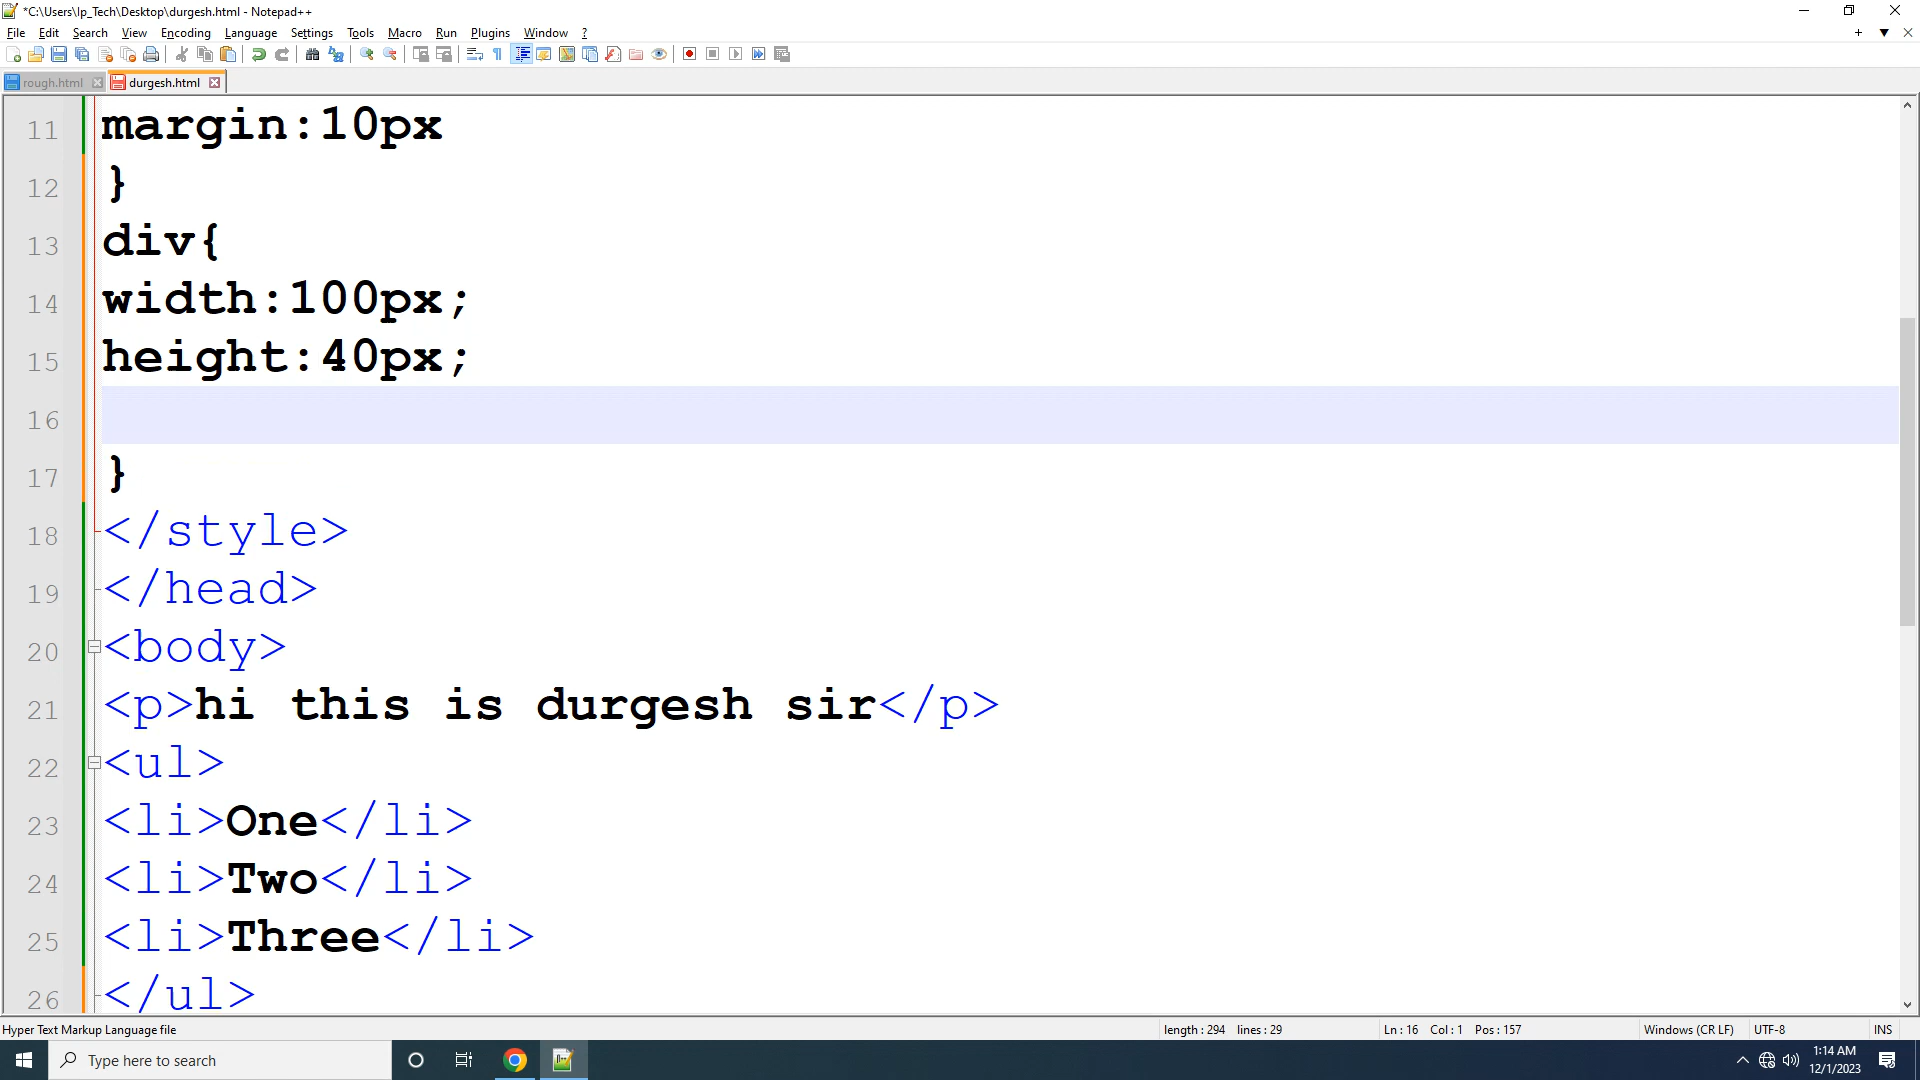 *C:\Users\lp_Tech\Desktop\durgesh.html - Notepad++
File Edit Search View Encoding Language Settings Tools Macro Run Plugins Window ?
rough.html durgesh.html
11 margin:10px
12 }
13 div{
14 width:100px;
15 height:40px;
16
17 }
18 </style>
19 </head>
20 <body>
21 <p>hi this is durgesh sir</p>
22 <ul>
23 <li>One</li>
24 <li>Two</li>
25 <li>Three</li>
26 </ul>
Hyper Text Markup Language file length : 294 lines : 29 Ln : 16 Col : 1 Pos : 157 Windows (CR LF) UTF-8 INS
Type here to search
1:14 AM
12/1/2023